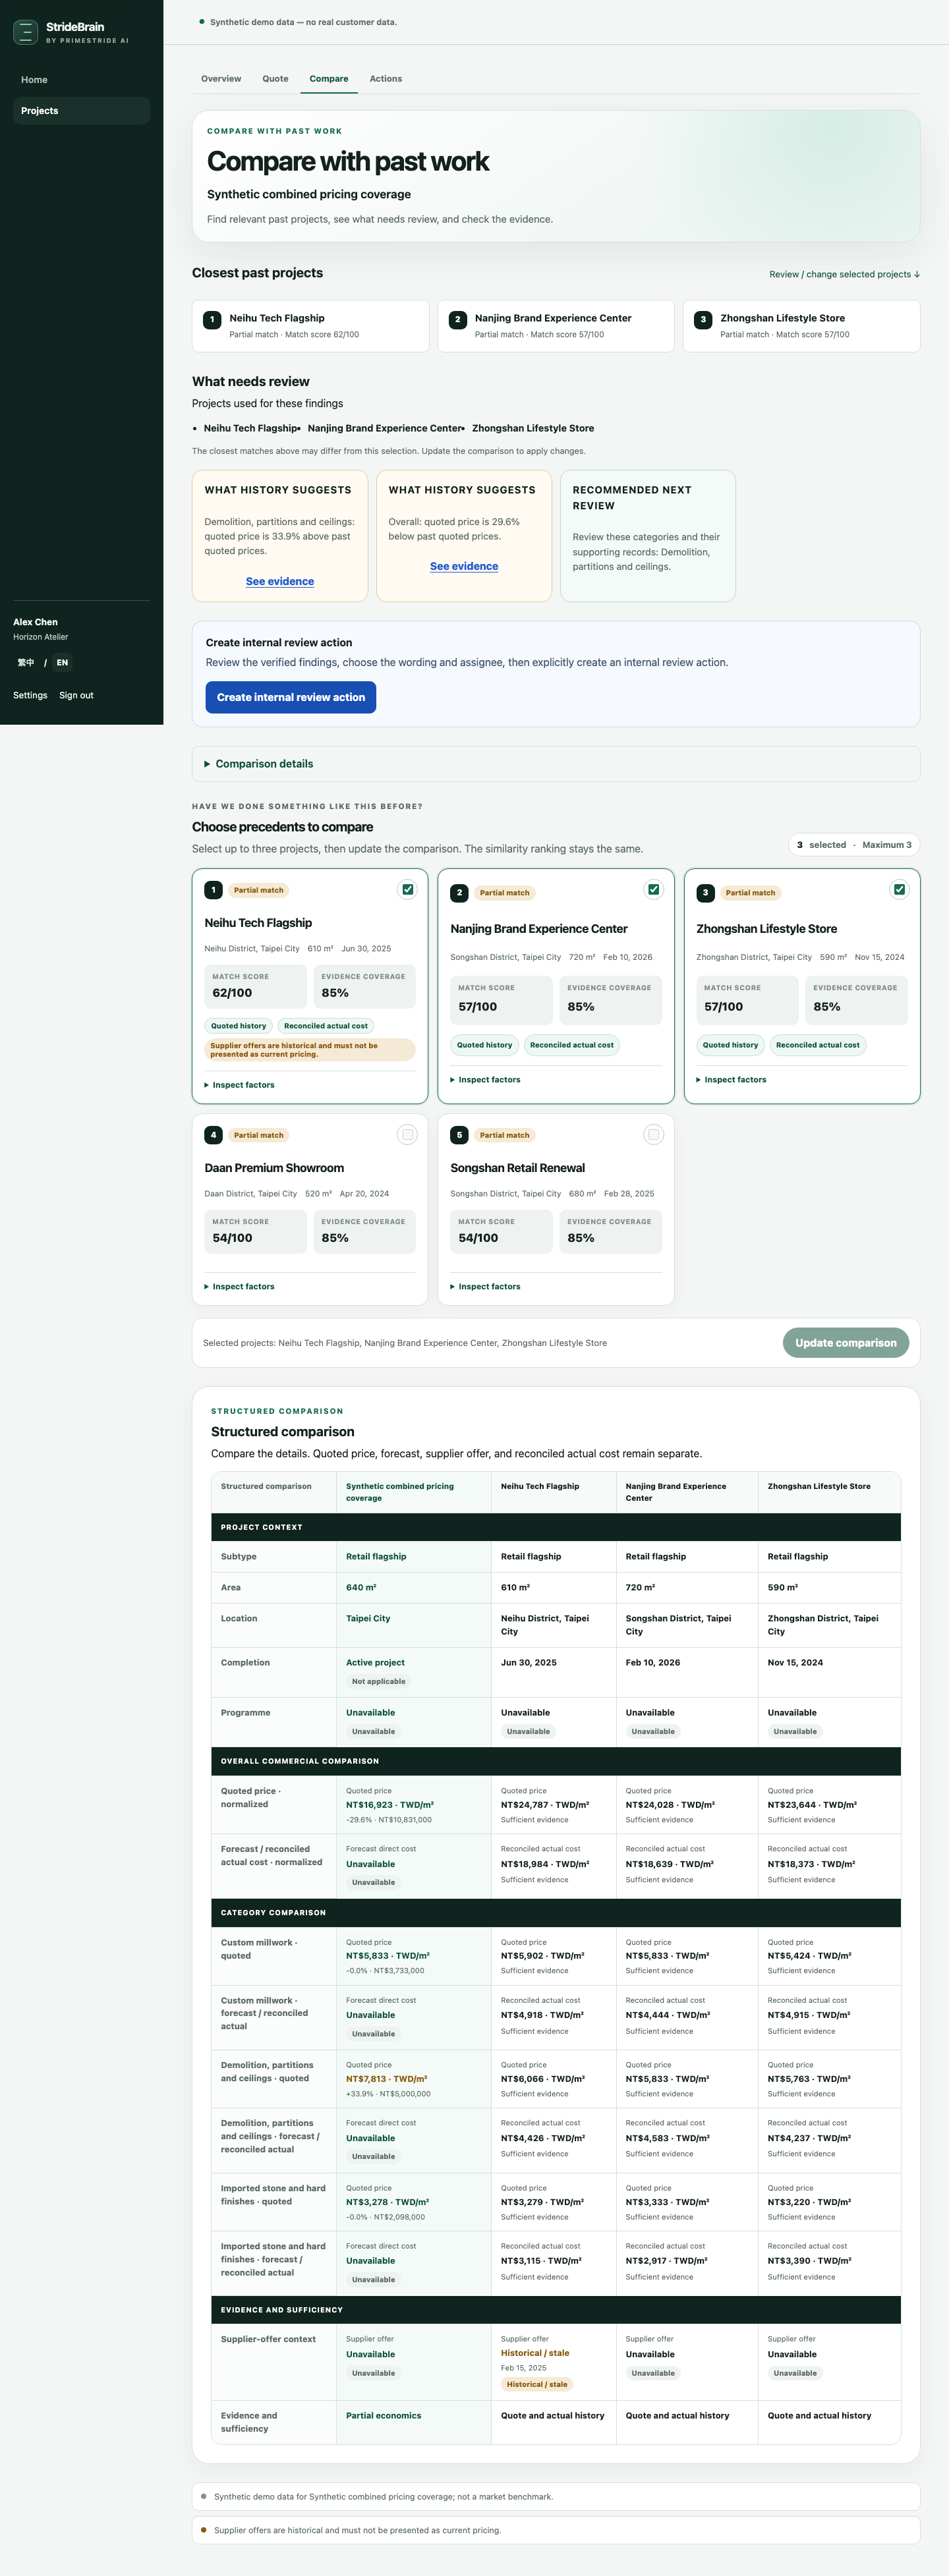 StrideBrain
BY PRIMESTRIDE AI
Home
Projects
Alex Chen
Horizon Atelier
繁中 / EN
Settings Sign out
Synthetic demo data — no real customer data.
Overview Quote Compare Actions
COMPARE WITH PAST WORK
Compare with past work
Synthetic combined pricing coverage
Find relevant past projects, see what needs review, and check the evidence.
Closest past projects
Review / change selected projects ↓
1 Neihu Tech Flagship
Partial match · Match score 62/100
2 Nanjing Brand Experience Center
Partial match · Match score 57/100
3 Zhongshan Lifestyle Store
Partial match · Match score 57/100
What needs review
Projects used for these findings
• Neihu Tech Flagship • Nanjing Brand Experience Center • Zhongshan Lifestyle Store
The closest matches above may differ from this selection. Update the comparison to apply changes.
WHAT HISTORY SUGGESTS
Demolition, partitions and ceilings:
quoted price is 33.9% above past
quoted prices.
See evidence
WHAT HISTORY SUGGESTS
Overall: quoted price is 29.6%
below past quoted prices.
See evidence
RECOMMENDED NEXT
REVIEW
Review these categories and their
supporting records: Demolition,
partitions and ceilings.
Create internal review action
Review the verified findings, choose the wording and assignee, then explicitly create an internal review action.
Create internal review action
▶ Comparison details
HAVE WE DONE SOMETHING LIKE THIS BEFORE?
Choose precedents to compare
Select up to three projects, then update the comparison. The similarity ranking stays the same.
3 selected · Maximum 3
1 Partial match
Neihu Tech Flagship
Neihu District, Taipei City 610 m² Jun 30, 2025
MATCH SCORE
62/100
EVIDENCE COVERAGE
85%
Quoted history Reconciled actual cost
Supplier offers are historical and must not be
presented as current pricing.
▶ Inspect factors
2 Partial match
Nanjing Brand Experience Center
Songshan District, Taipei City 720 m² Feb 10, 2026
MATCH SCORE
57/100
EVIDENCE COVERAGE
85%
Quoted history Reconciled actual cost
▶ Inspect factors
3 Partial match
Zhongshan Lifestyle Store
Zhongshan District, Taipei City 590 m² Nov 15, 2024
MATCH SCORE
57/100
EVIDENCE COVERAGE
85%
Quoted history Reconciled actual cost
▶ Inspect factors
4 Partial match
Daan Premium Showroom
Daan District, Taipei City 520 m² Apr 20, 2024
MATCH SCORE
54/100
EVIDENCE COVERAGE
85%
▶ Inspect factors
5 Partial match
Songshan Retail Renewal
Songshan District, Taipei City 680 m² Feb 28, 2025
MATCH SCORE
54/100
EVIDENCE COVERAGE
85%
▶ Inspect factors
Selected projects: Neihu Tech Flagship, Nanjing Brand Experience Center, Zhongshan Lifestyle Store
Update comparison
STRUCTURED COMPARISON
Structured comparison
Compare the details. Quoted price, forecast, supplier offer, and reconciled actual cost remain separate.
Structured comparison
Synthetic combined pricing
coverage
Neihu Tech Flagship
Nanjing Brand Experience
Center
Zhongshan Lifestyle Store
PROJECT CONTEXT
Subtype Retail flagship Retail flagship Retail flagship Retail flagship
Area 640 m² 610 m² 720 m² 590 m²
Location
Taipei City
Neihu District, Taipei
City
Songshan District, Taipei
City
Zhongshan District, Taipei
City
Completion
Active project
Not applicable
Jun 30, 2025
Feb 10, 2026
Nov 15, 2024
Programme
Unavailable
Unavailable
Unavailable
Unavailable
Unavailable
Unavailable
Unavailable
Unavailable
OVERALL COMMERCIAL COMPARISON
Quoted price ·
normalized
Quoted price
NT$16,923 · TWD/m²
-29.6% · NT$10,831,000
Quoted price
NT$24,787 · TWD/m²
Sufficient evidence
Quoted price
NT$24,028 · TWD/m²
Sufficient evidence
Quoted price
NT$23,644 · TWD/m²
Sufficient evidence
Forecast / reconciled
actual cost · normalized
Forecast direct cost
Unavailable
Unavailable
Reconciled actual cost
NT$18,984 · TWD/m²
Sufficient evidence
Reconciled actual cost
NT$18,639 · TWD/m²
Sufficient evidence
Reconciled actual cost
NT$18,373 · TWD/m²
Sufficient evidence
CATEGORY COMPARISON
Custom millwork ·
quoted
Quoted price
NT$5,833 · TWD/m²
-0.0% · NT$3,733,000
Quoted price
NT$5,902 · TWD/m²
Sufficient evidence
Quoted price
NT$5,833 · TWD/m²
Sufficient evidence
Quoted price
NT$5,424 · TWD/m²
Sufficient evidence
Custom millwork ·
forecast / reconciled
actual
Forecast direct cost
Unavailable
Unavailable
Reconciled actual cost
NT$4,918 · TWD/m²
Sufficient evidence
Reconciled actual cost
NT$4,444 · TWD/m²
Sufficient evidence
Reconciled actual cost
NT$4,915 · TWD/m²
Sufficient evidence
Demolition, partitions
and ceilings · quoted
Quoted price
NT$7,813 · TWD/m²
+33.9% · NT$5,000,000
Quoted price
NT$6,066 · TWD/m²
Sufficient evidence
Quoted price
NT$5,833 · TWD/m²
Sufficient evidence
Quoted price
NT$5,763 · TWD/m²
Sufficient evidence
Demolition, partitions
and ceilings · forecast /
reconciled actual
Forecast direct cost
Unavailable
Unavailable
Reconciled actual cost
NT$4,426 · TWD/m²
Sufficient evidence
Reconciled actual cost
NT$4,583 · TWD/m²
Sufficient evidence
Reconciled actual cost
NT$4,237 · TWD/m²
Sufficient evidence
Imported stone and hard
finishes · quoted
Quoted price
NT$3,278 · TWD/m²
-0.0% · NT$2,098,000
Quoted price
NT$3,279 · TWD/m²
Sufficient evidence
Quoted price
NT$3,333 · TWD/m²
Sufficient evidence
Quoted price
NT$3,220 · TWD/m²
Sufficient evidence
Imported stone and hard
finishes · forecast /
reconciled actual
Forecast direct cost
Unavailable
Unavailable
Reconciled actual cost
NT$3,115 · TWD/m²
Sufficient evidence
Reconciled actual cost
NT$2,917 · TWD/m²
Sufficient evidence
Reconciled actual cost
NT$3,390 · TWD/m²
Sufficient evidence
EVIDENCE AND SUFFICIENCY
Supplier-offer context
Supplier offer
Unavailable
Unavailable
Supplier offer
Historical / stale
Feb 15, 2025
Historical / stale
Supplier offer
Unavailable
Unavailable
Supplier offer
Unavailable
Unavailable
Evidence and
sufficiency
Partial economics
Quote and actual history
Quote and actual history
Quote and actual history
Synthetic demo data for Synthetic combined pricing coverage; not a market benchmark.
Supplier offers are historical and must not be presented as current pricing.